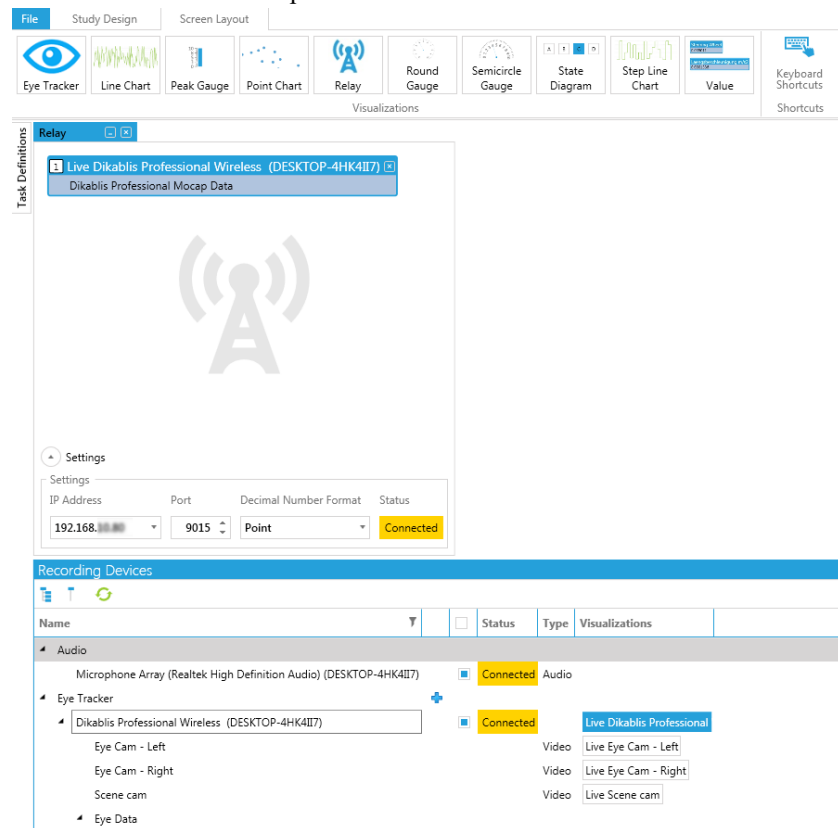 File Study Design Screen Layout
Eye Tracker Line Chart Peak Gauge Point Chart Relay Round Gauge Semicircle Gauge State Diagram Step Line Chart Value Keyboard Shortcuts
Visualizations Shortcuts
Task Definitions
Relay
1 Live Dikablis Professional Wireless (DESKTOP-4HK4II7)
Dikablis Professional Mocap Data
Settings
Settings
IP Address Port Decimal Number Format Status
192.168. 9015 Point Connected
Recording Devices
Name Status Type Visualizations
Audio
Microphone Array (Realtek High Definition Audio) (DESKTOP-4HK4II7) Connected Audio
Eye Tracker
Dikablis Professional Wireless (DESKTOP-4HK4II7) Connected Live Dikablis Professional
Eye Cam - Left Video Live Eye Cam - Left
Eye Cam - Right Video Live Eye Cam - Right
Scene cam Video Live Scene cam
Eye Data